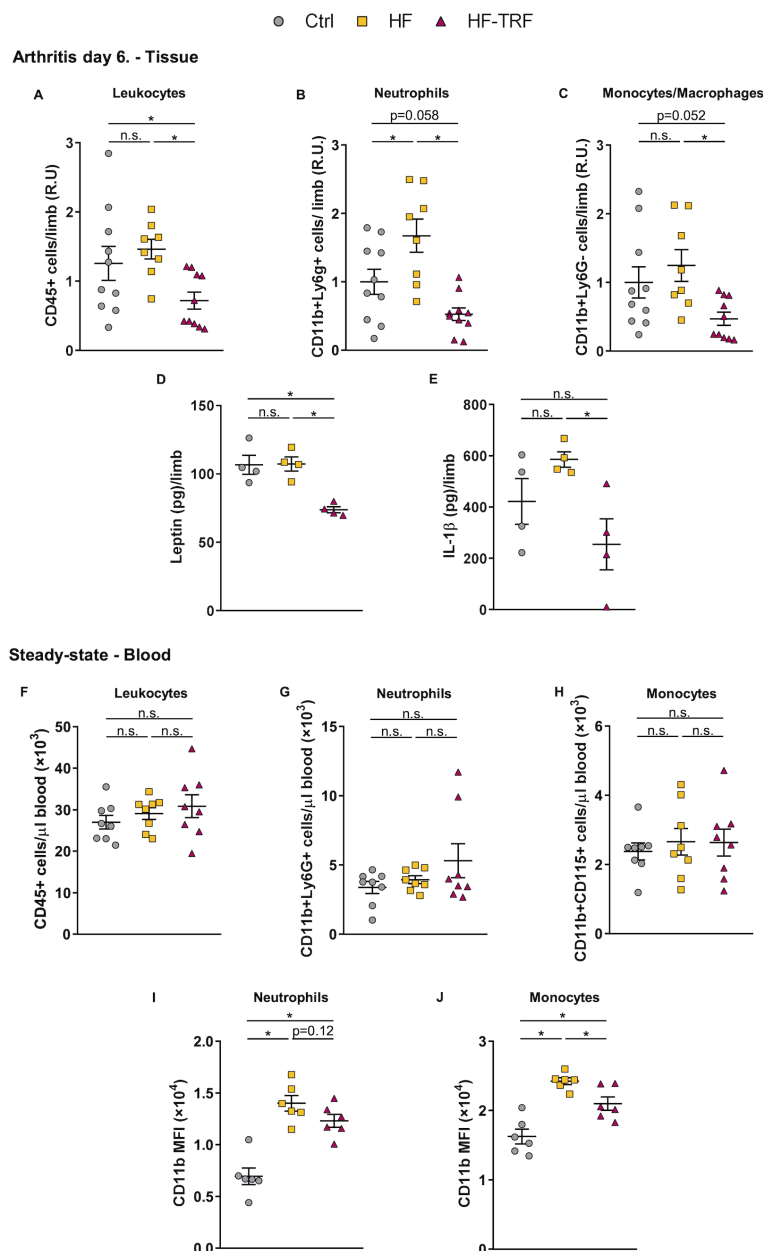 Ctrl HF HF-TRF
Arthritis day 6. - Tissue
A Leukocytes
*
n.s. *
CD45+ cells/limb (R.U)
3
2
1
0
B Neutrophils
p=0.058
* *
CD11b+Ly6g+ cells/ limb (R.U.)
3
2
1
0
C Monocytes/Macrophages
p=0.052
n.s. *
CD11b+Ly6G- cells/limb (R.U.)
3
2
1
0
D
*
n.s. *
Leptin (pg)/limb
150
100
50
0
E
n.s.
n.s. *
IL-1β (pg)/limb
800
600
400
200
0
Steady-state - Blood
F Leukocytes
n.s.
n.s. n.s.
CD45+ cells/μl blood (×10³)
50
40
30
20
10
0
G Neutrophils
n.s.
n.s. n.s.
CD11b+Ly6G+ cells/μl blood (×10³)
15
10
5
0
H Monocytes
n.s.
n.s. n.s.
CD11b+CD115+ cells/μl blood (×10³)
6
4
2
0
I Neutrophils
*
* p=0.12
CD11b MFI (×10⁴)
2.0
1.5
1.0
0.5
0.0
J Monocytes
*
* *
CD11b MFI (×10⁴)
3
2
1
0